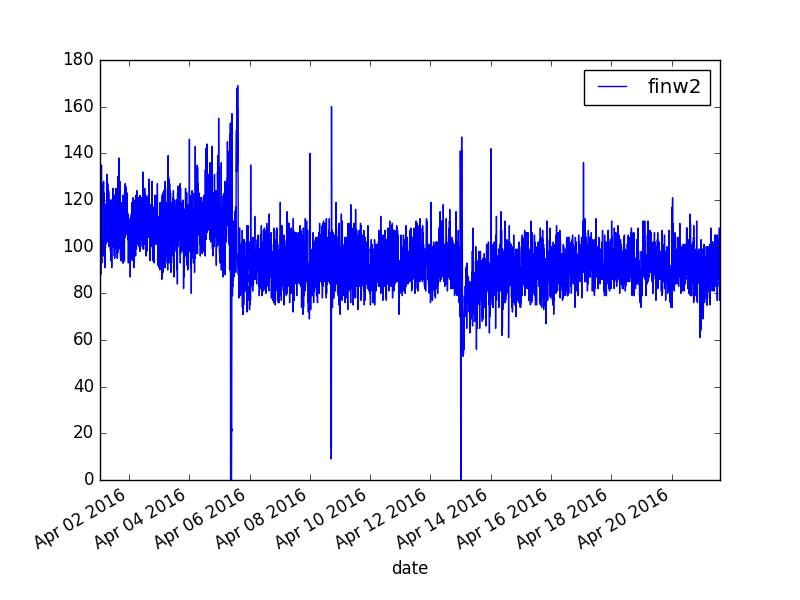 180
160
140
120
100
80
60
40
20
0
finw2
Apr 02 2016
Apr 04 2016
Apr 06 2016
Apr 08 2016
Apr 10 2016
Apr 12 2016
Apr 14 2016
Apr 16 2016
Apr 18 2016
Apr 20 2016
date